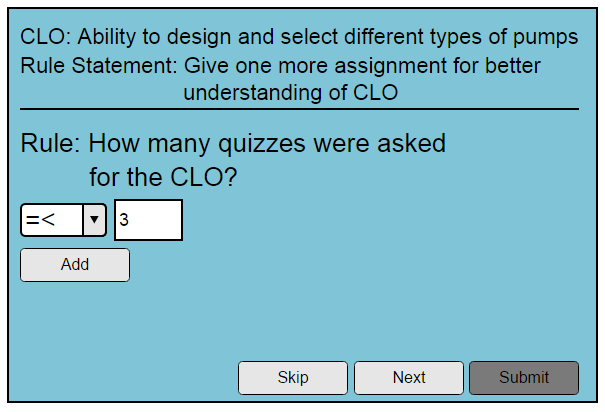 CLO: Ability to design and select different types of pumps
Rule Statement: Give one more assignment for better
understanding of CLO
Rule: How many quizzes were asked
for the CLO?
=< 3
Add
Skip Next Submit